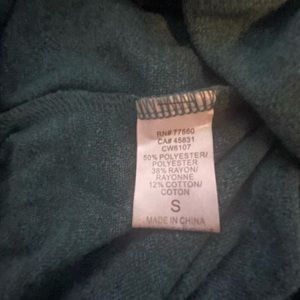 RN# 77660
CA# 45831
CW6107
50% POLYESTER/
POLYESTER
38% RAYON/
RAYONNE
12% COTTON/
COTON
S
MADE IN CHINA